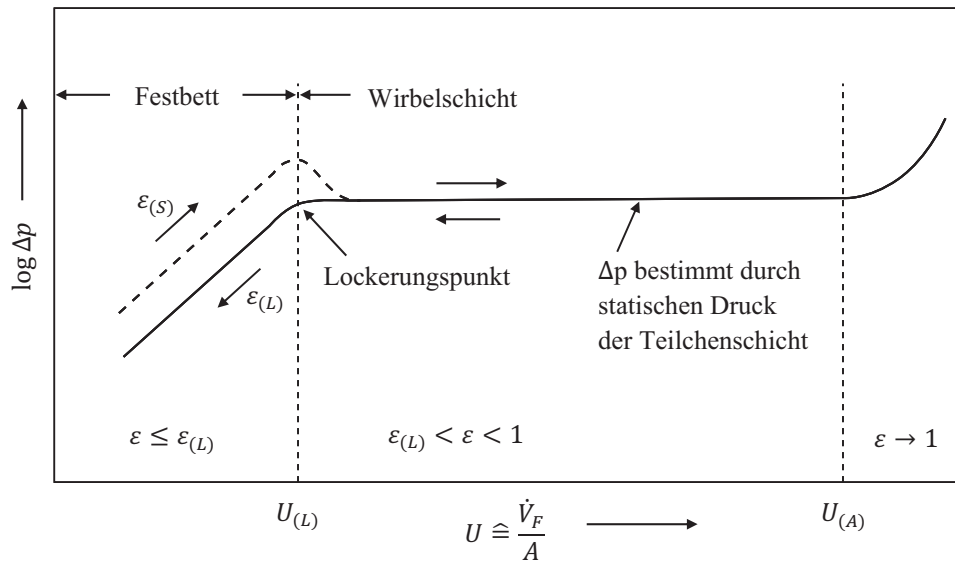 Festbett
Wirbelschicht
log Δp
ε(S)
ε(L)
Lockerungspunkt
Δp bestimmt durch
statischen Druck
der Teilchenschicht
ε ≤ ε(L)
ε(L) < ε < 1
ε → 1
U(L)
U ≙ V̇F/A
U(A)